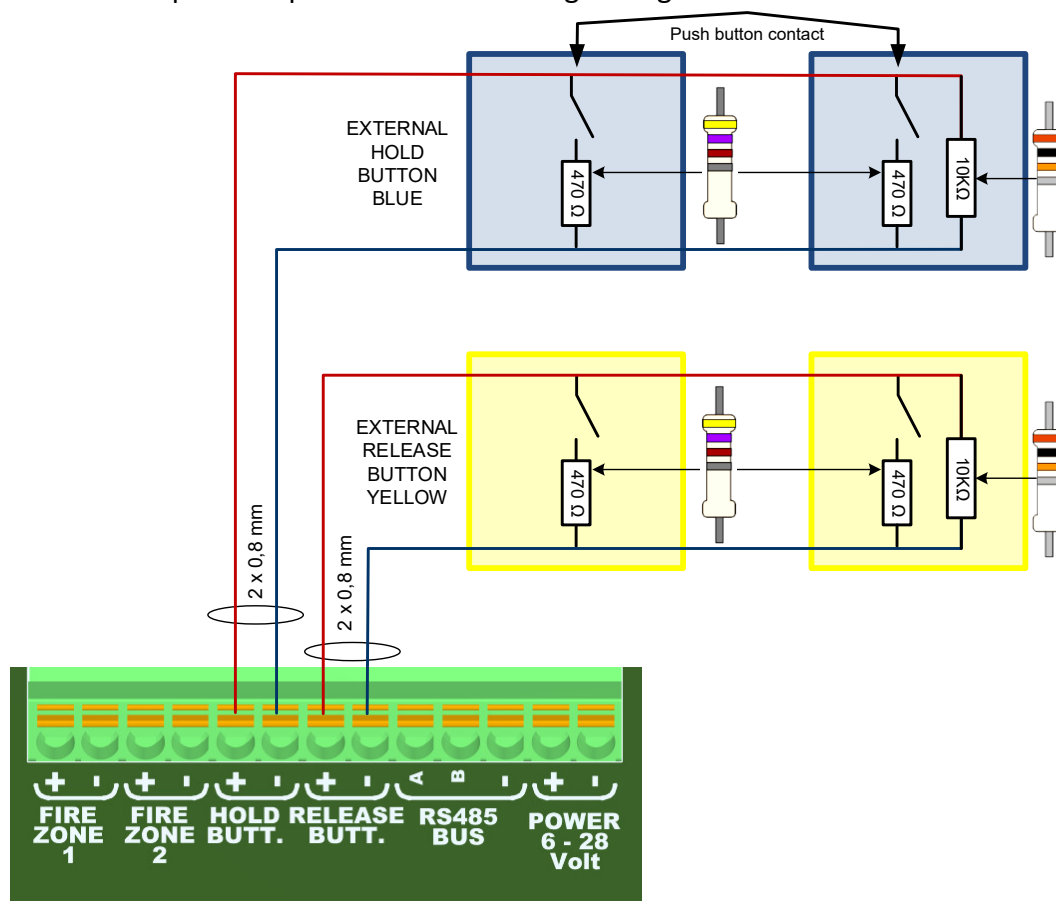 Push button contact
EXTERNAL
HOLD
BUTTON
BLUE
470 Ω
470 Ω
10KΩ
EXTERNAL
RELEASE
BUTTON
YELLOW
470 Ω
470 Ω
10KΩ
2 x 0,8 mm
2 x 0,8 mm
+ - + - + - + - A B - + -
FIRE
ZONE
1
FIRE
ZONE
2
HOLD
BUTT.
RELEASE
BUTT.
RS485
BUS
POWER
6 - 28
Volt